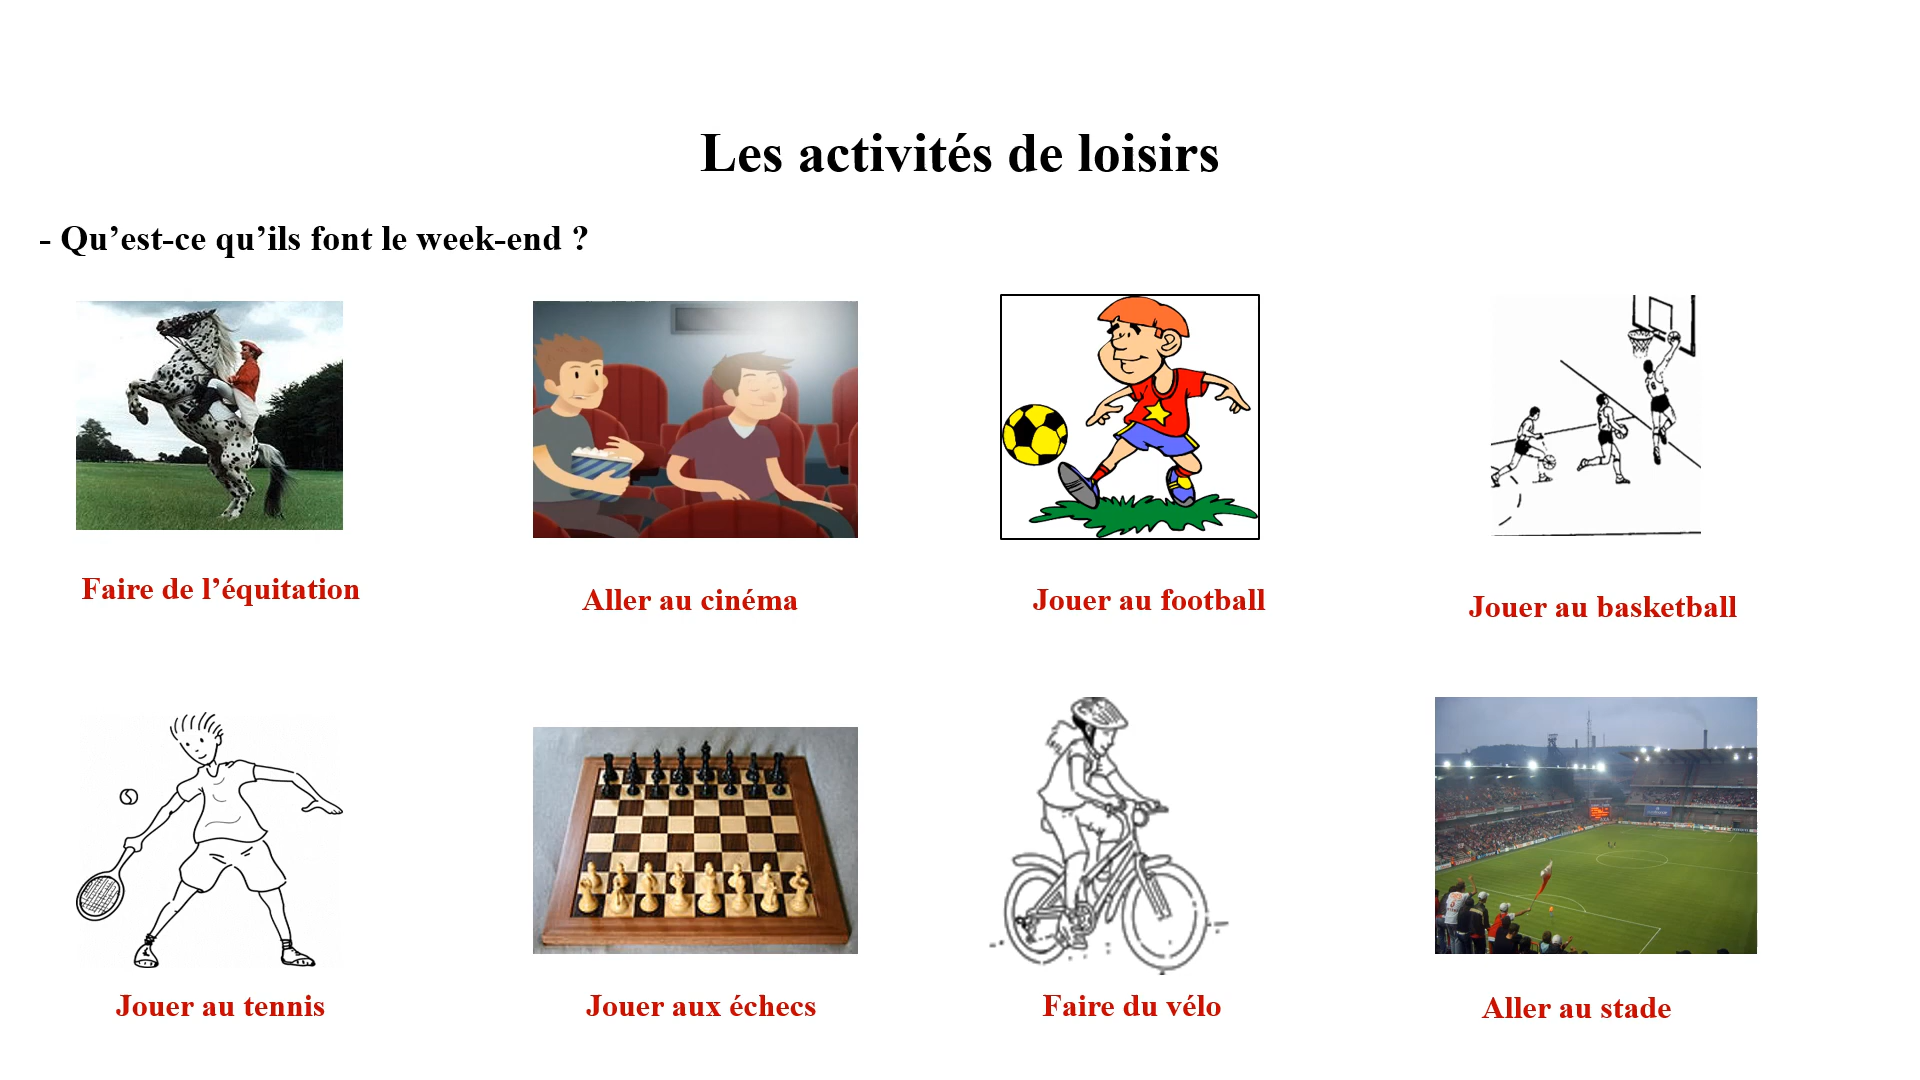 Les activités de loisirs
- Qu’est-ce qu’ils font le week-end ?
Faire de l’équitation
Aller au cinéma
Jouer au football
Jouer au basketball
Jouer au tennis
Jouer aux échecs
Faire du vélo
Aller au stade